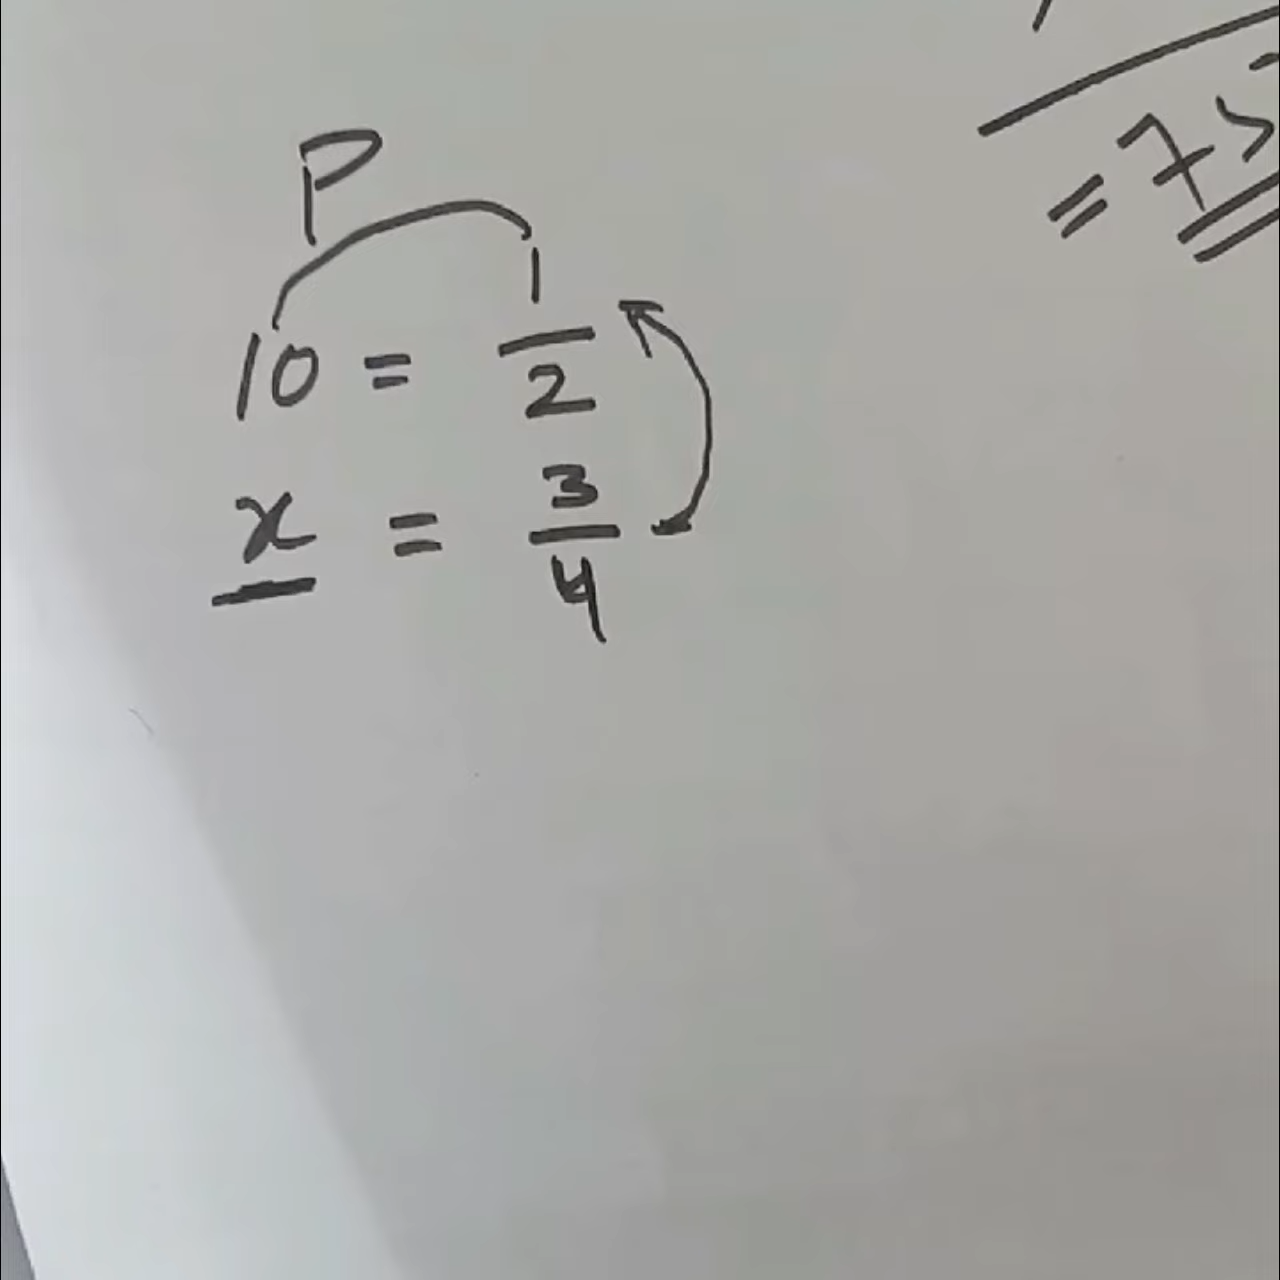 P
10 = 1/2
x = 3/4
= 7